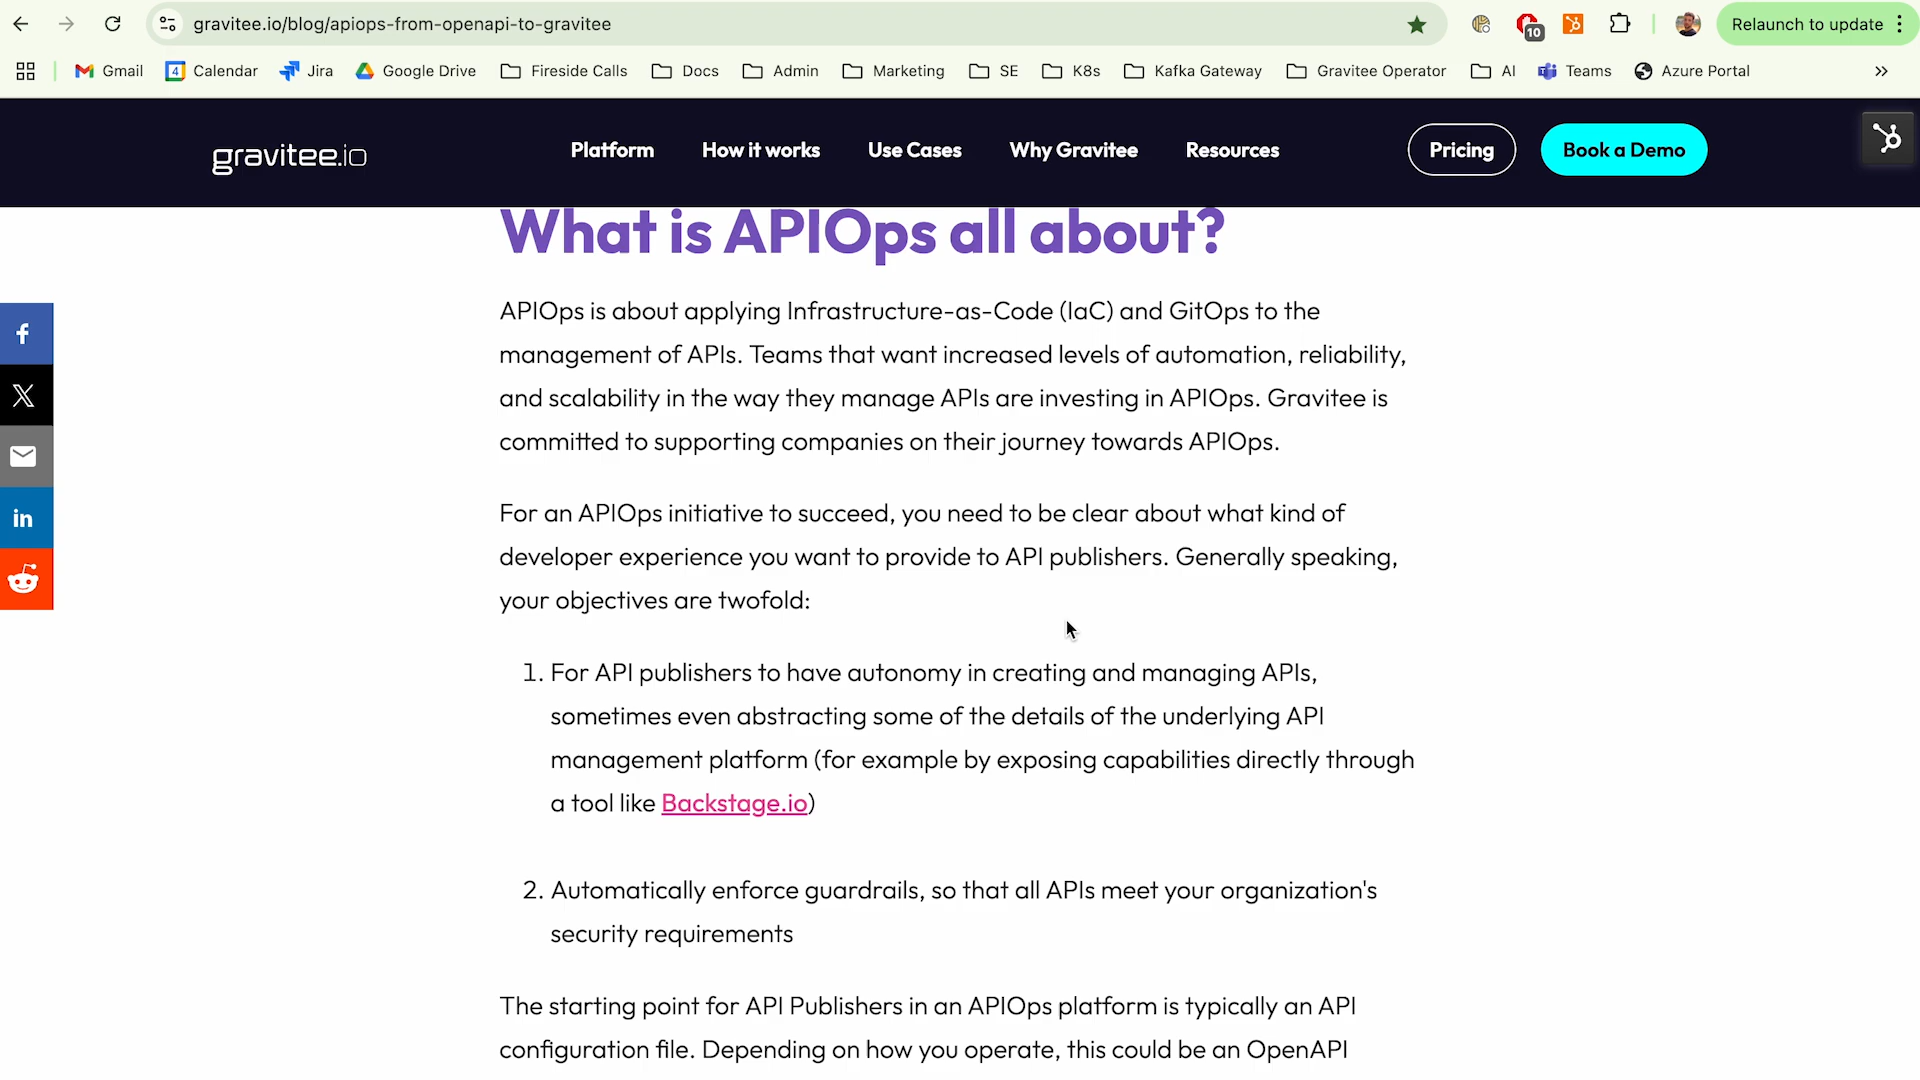 gravitee.io/blog/apiops-from-openapi-to-gravitee
10
Relaunch to update
Gmail
4
Calendar
Jira
Google Drive
Fireside Calls
Docs
Admin
Marketing
SE
K8s
Kafka Gateway
Gravitee Operator
AI
Teams
Azure Portal
gravitee.io
Platform
How it works
Use Cases
Why Gravitee
Resources
Pricing
Book a Demo
What is APIOps all about?
APIOps is about applying Infrastructure-as-Code (IaC) and GitOps to the
management of APIs. Teams that want increased levels of automation, reliability,
and scalability in the way they manage APIs are investing in APIOps. Gravitee is
committed to supporting companies on their journey towards APIOps.
For an APIOps initiative to succeed, you need to be clear about what kind of
developer experience you want to provide to API publishers. Generally speaking,
your objectives are twofold:
1. For API publishers to have autonomy in creating and managing APIs,
sometimes even abstracting some of the details of the underlying API
management platform (for example by exposing capabilities directly through
a tool like Backstage.io)
2. Automatically enforce guardrails, so that all APIs meet your organization's
security requirements
The starting point for API Publishers in an APIOps platform is typically an API
configuration file. Depending on how you operate, this could be an OpenAPI